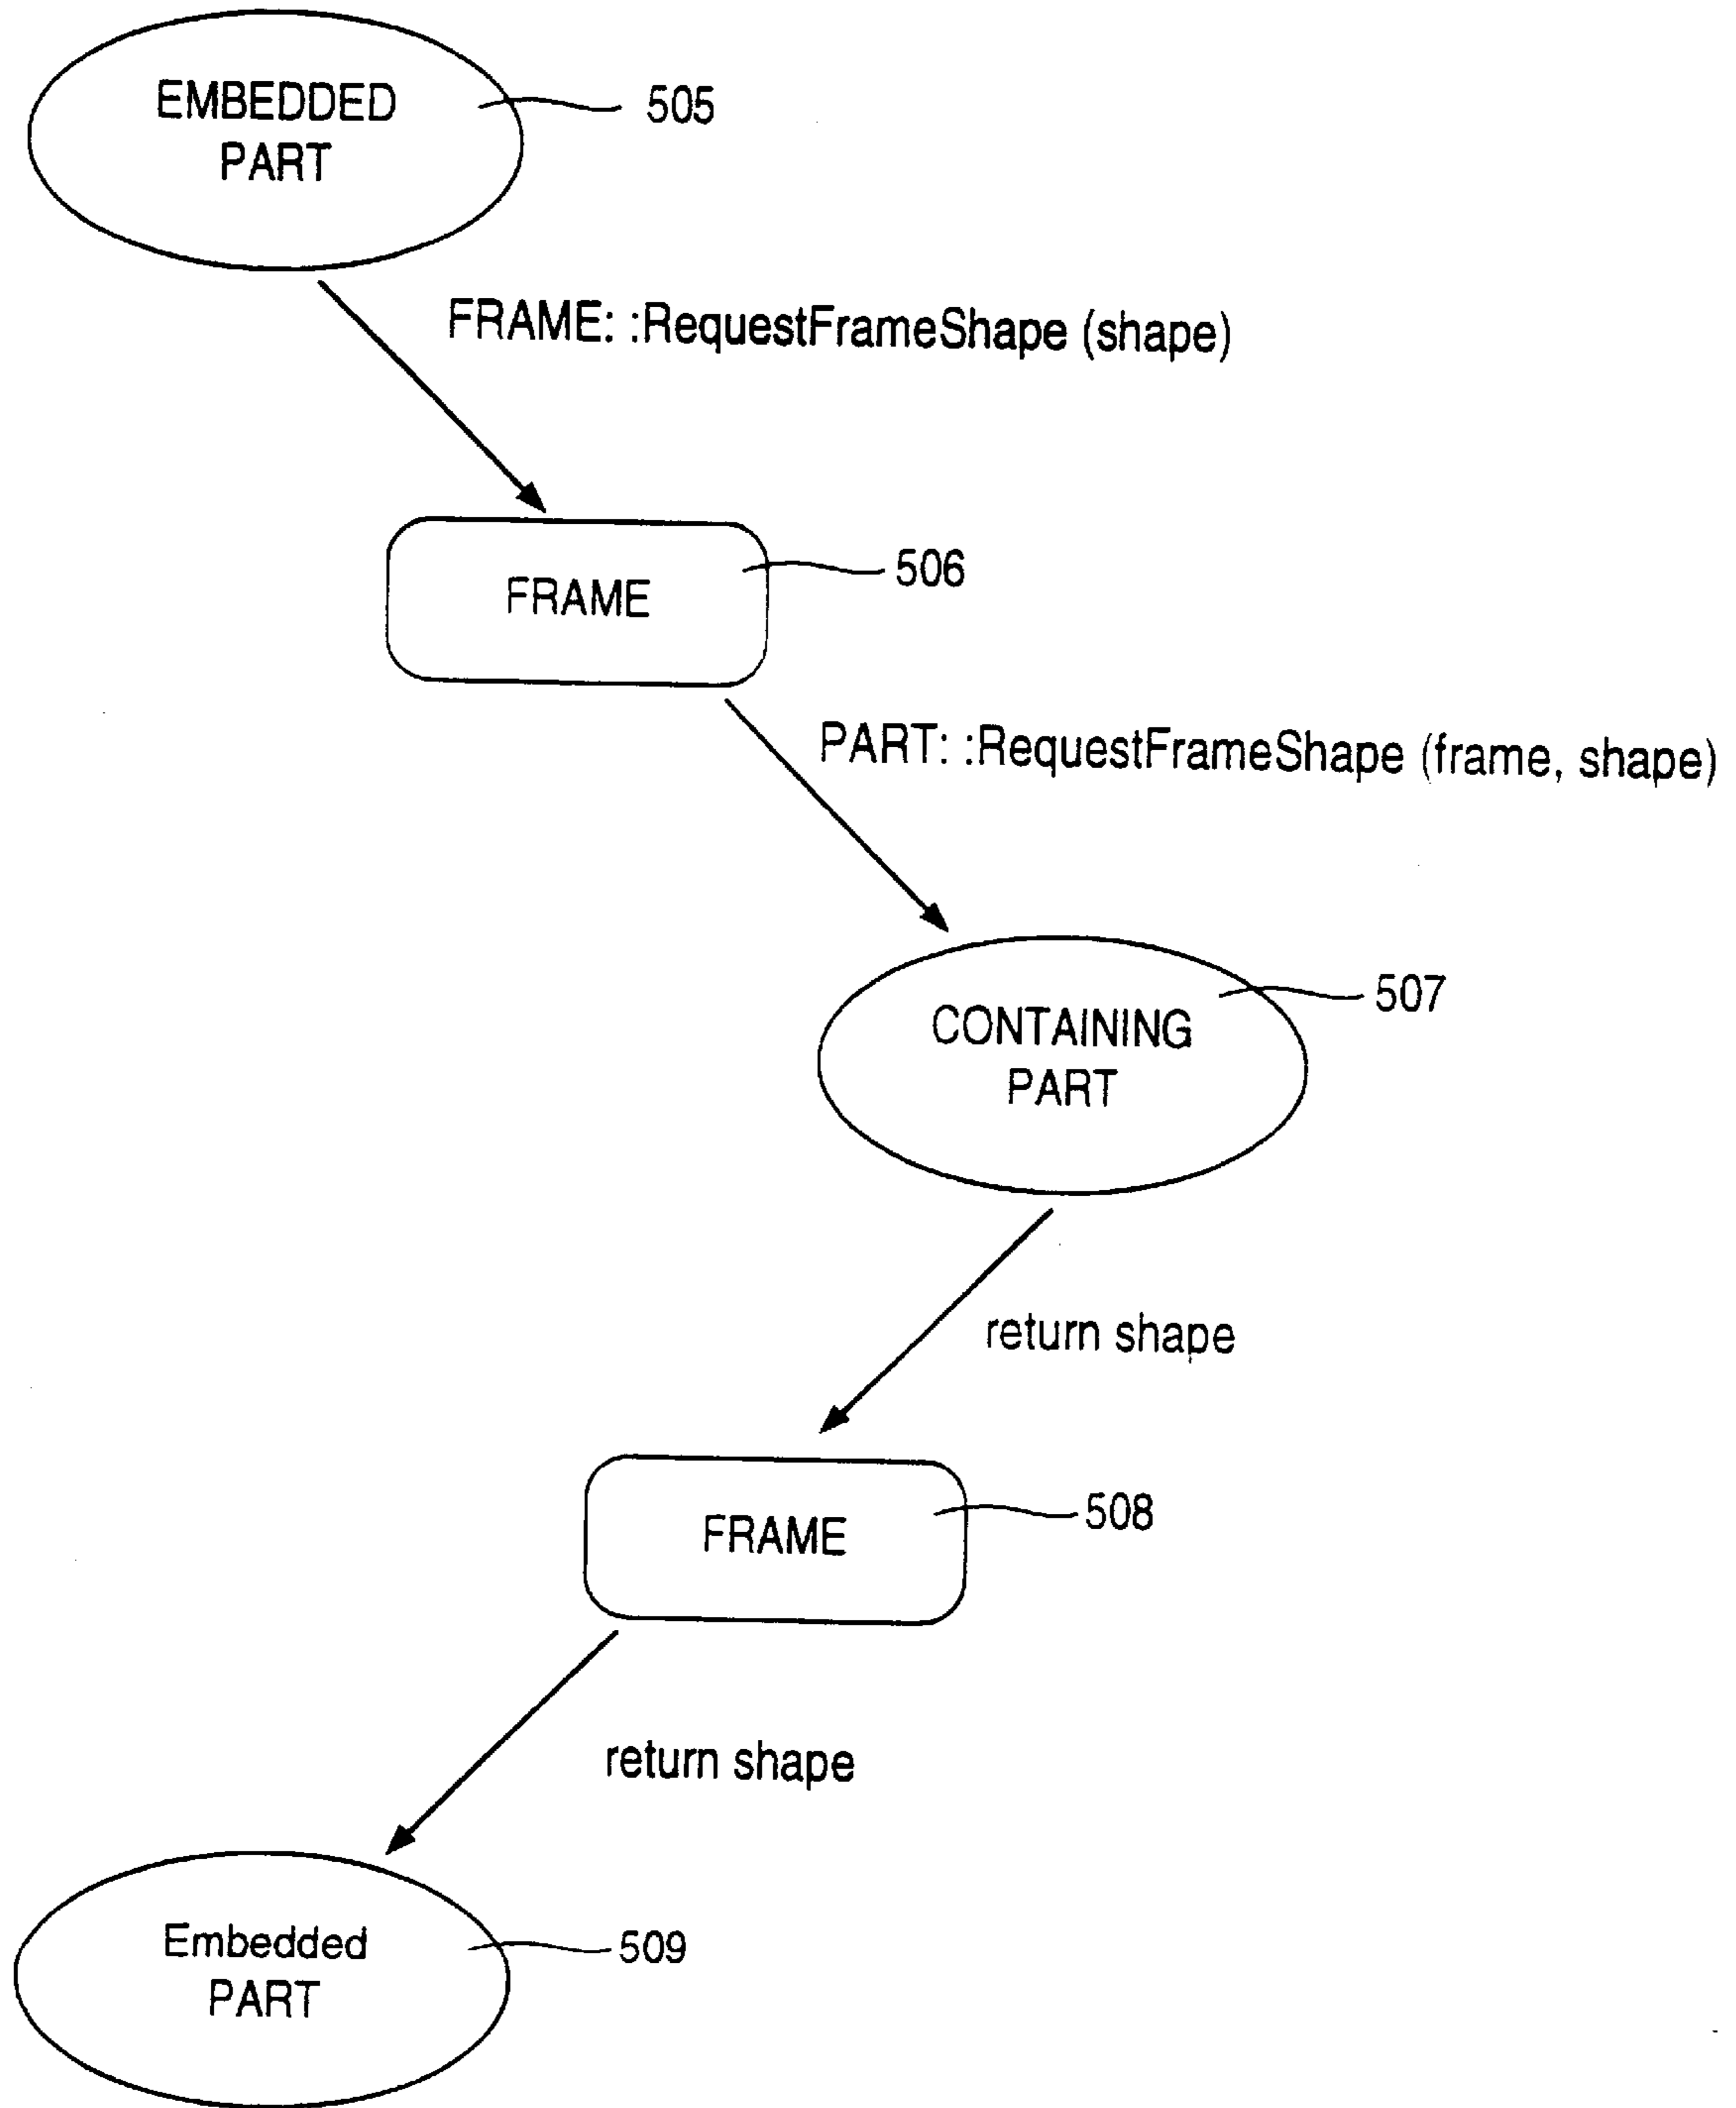 EMBEDDED
PART
505
FRAME: :RequestFrameShape (shape)
FRAME
506
PART: :RequestFrameShape (frame, shape)
CONTAINING
PART
507
return shape
FRAME
508
return shape
Embedded
PART
509